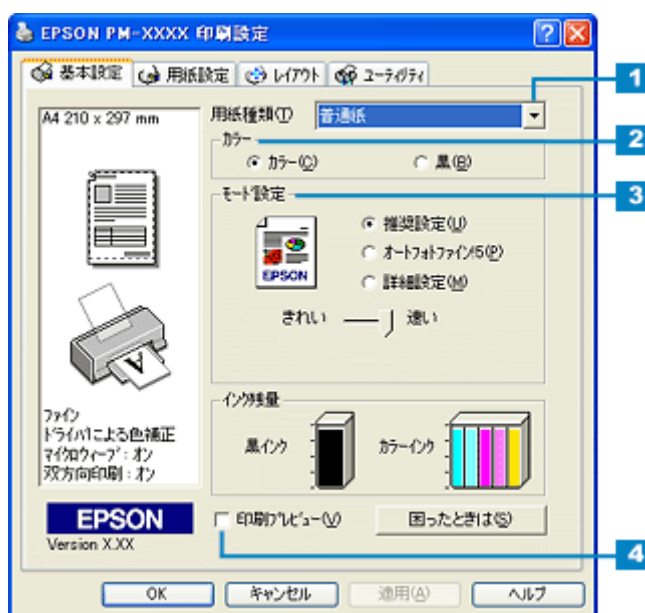 EPSON PM-XXXX 印刷設定
基本設定
用紙設定
レイアウト
ユーティリティ
1
A4 210 x 297 mm
用紙種類(T)
普通紙
カラー
2
カラー(C)
黒(B)
モード設定
3
EPSON
推奨設定(U)
オートフォトファイン!5(P)
詳細設定(M)
きれい
速い
A
ファイン
ドライバによる色補正
マイクロウィーブ:オン
双方向印刷:オン
インク残量
黒インク
カラーインク
EPSON
Version X.XX
印刷プレビュー(V)
困ったときは(S)
4
OK
キャンセル
適用(A)
ヘルプ